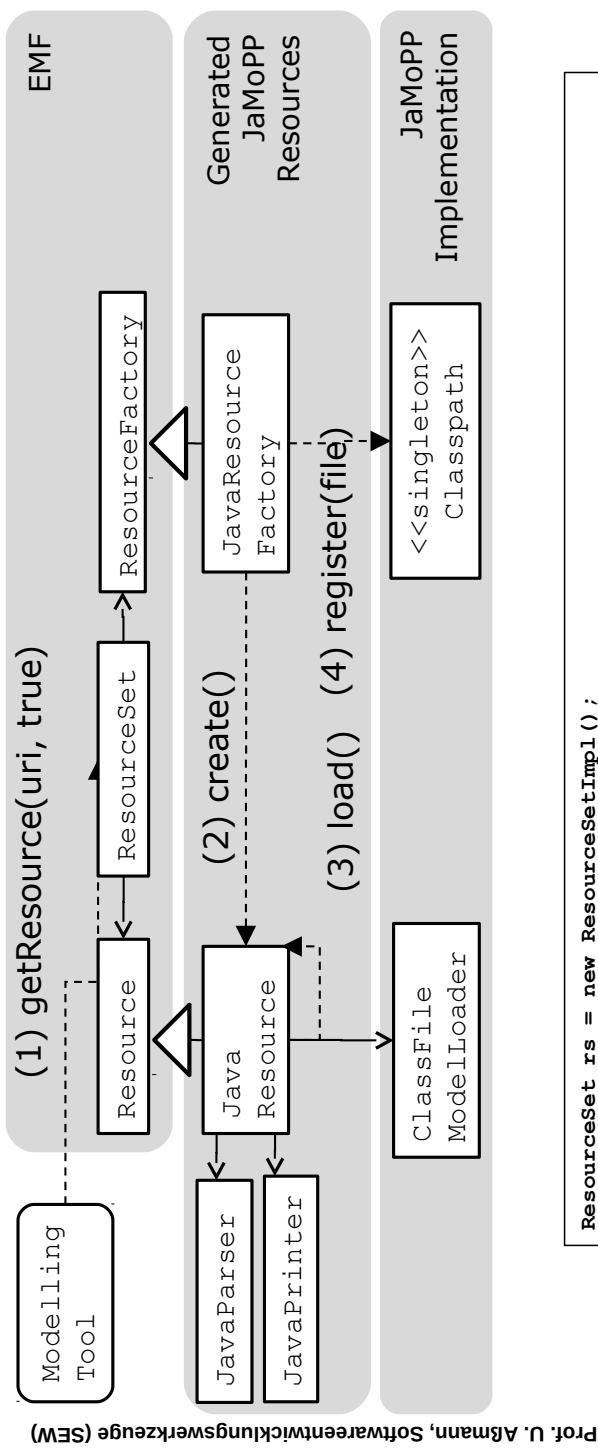 (1) getResource(uri, true)
EMF
Modelling
Tool
Resource
ResourceSet
ResourceFactory
(2) create()
Generated
JaMoPP
Resources
JavaParser
JavaPrinter
Java
Resource
JavaResource
Factory
(3) load()
(4) register(file)
JaMoPP
Implementation
ClassFile
ModelLoader
<<singleton>>
Classpath
ResourceSet rs = new ResourceSetImpl();
Prof. U. Aßmann, Softwareentwicklungswerkzeuge (SEW)